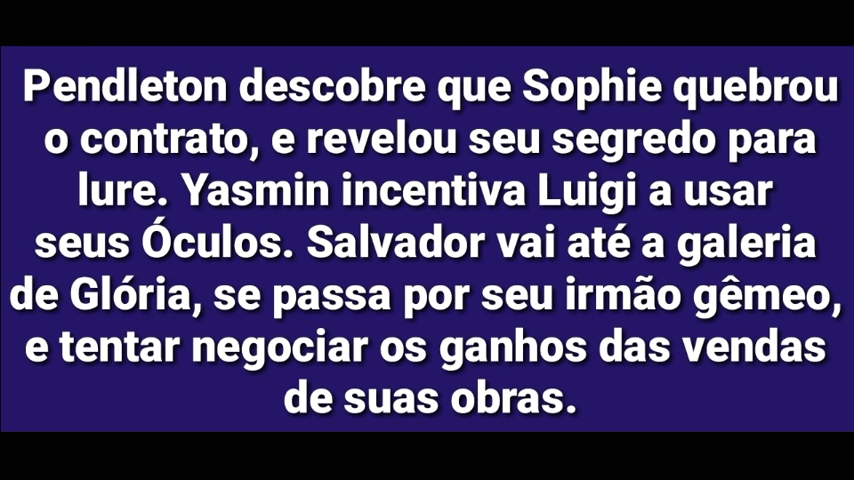 Pendleton descobre que Sophie quebrou
o contrato, e revelou seu segredo para
lure. Yasmin incentiva Luigi a usar
seus Óculos. Salvador vai até a galeria
de Glória, se passa por seu irmão gêmeo,
e tentar negociar os ganhos das vendas
de suas obras.